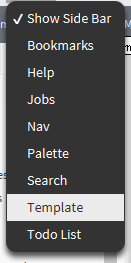 ✓ Show Side Bar
Bookmarks
Help
Jobs
Nav
Palette
Search
Template
Todo List